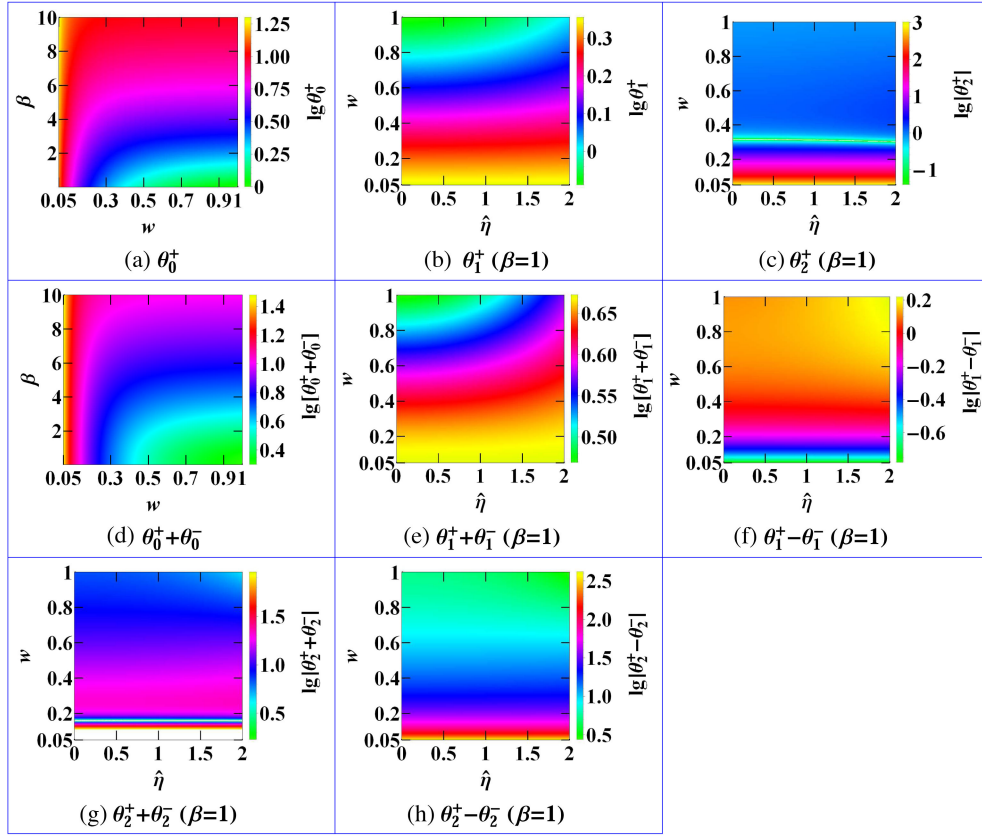 10
8
6
4
2
β
0.05 0.3 0.5 0.7 0.91
w
1.25
1.00
0.75
0.50
0.25
0
lgθ₀⁺
(a) θ₀⁺
1
0.8
0.6
0.4
0.2
0.05
w
0 0.5 1 1.5 2
η̂
0.3
0.2
0.1
0
lgθ₁⁺
(b) θ₁⁺ (β=1)
1
0.8
0.6
0.4
0.2
0.05
w
0 0.5 1 1.5 2
η̂
3
2
1
0
−1
lg|θ₂⁺|
(c) θ₂⁺ (β=1)
10
8
6
4
2
β
0.05 0.3 0.5 0.7 0.91
w
1.4
1.2
1.0
0.8
0.6
0.4
lg[θ₀⁺+θ₀⁻]
(d) θ₀⁺+θ₀⁻
1
0.8
0.6
0.4
0.2
0.05
w
0 0.5 1 1.5 2
η̂
0.65
0.60
0.55
0.50
lg[θ₁⁺+θ₁⁻]
(e) θ₁⁺+θ₁⁻ (β=1)
1
0.8
0.6
0.4
0.2
0.05
w
0 0.5 1 1.5 2
η̂
0.2
0
−0.2
−0.4
−0.6
lg|θ₁⁺−θ₁⁻|
(f) θ₁⁺−θ₁⁻ (β=1)
1
0.8
0.6
0.4
0.2
0.05
w
0 0.5 1 1.5 2
η̂
1.5
1.0
0.5
lg|θ₂⁺+θ₂⁻|
(g) θ₂⁺+θ₂⁻ (β=1)
1
0.8
0.6
0.4
0.2
0.05
w
0 0.5 1 1.5 2
η̂
2.5
2.0
1.5
1.0
0.5
lg|θ₂⁺−θ₂⁻|
(h) θ₂⁺−θ₂⁻ (β=1)